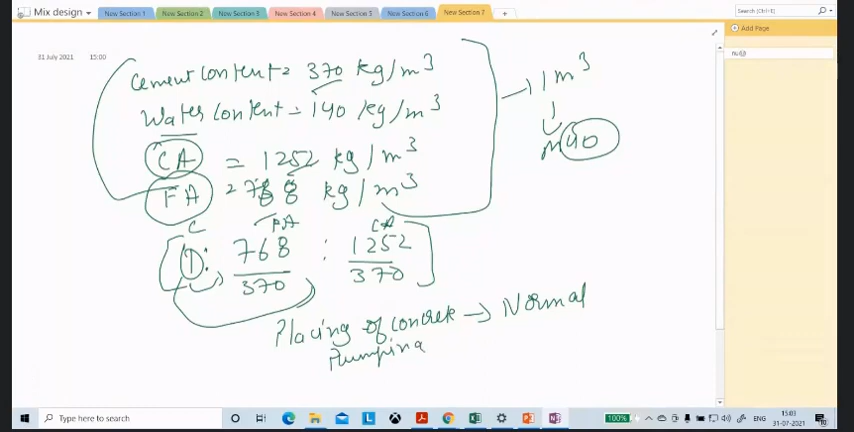 Mix design
New Section 1
New Section 2
New Section 3
New Section 4
New Section 5
New Section 6
New Section 7
+
Search (Ctrl+E)
Add Page
31 July 2021 15:00
Cement content = 370 kg/m³
Water content = 140 kg/m³
CA = 1252 kg/m³
FA = 768 kg/m³
→ 1 m³
M40
C FA CA
1 : 768/370 : 1252/370
Placing of concrete → Normal
Pumping
Type here to search
100%
ENG
15:03
31-07-2021